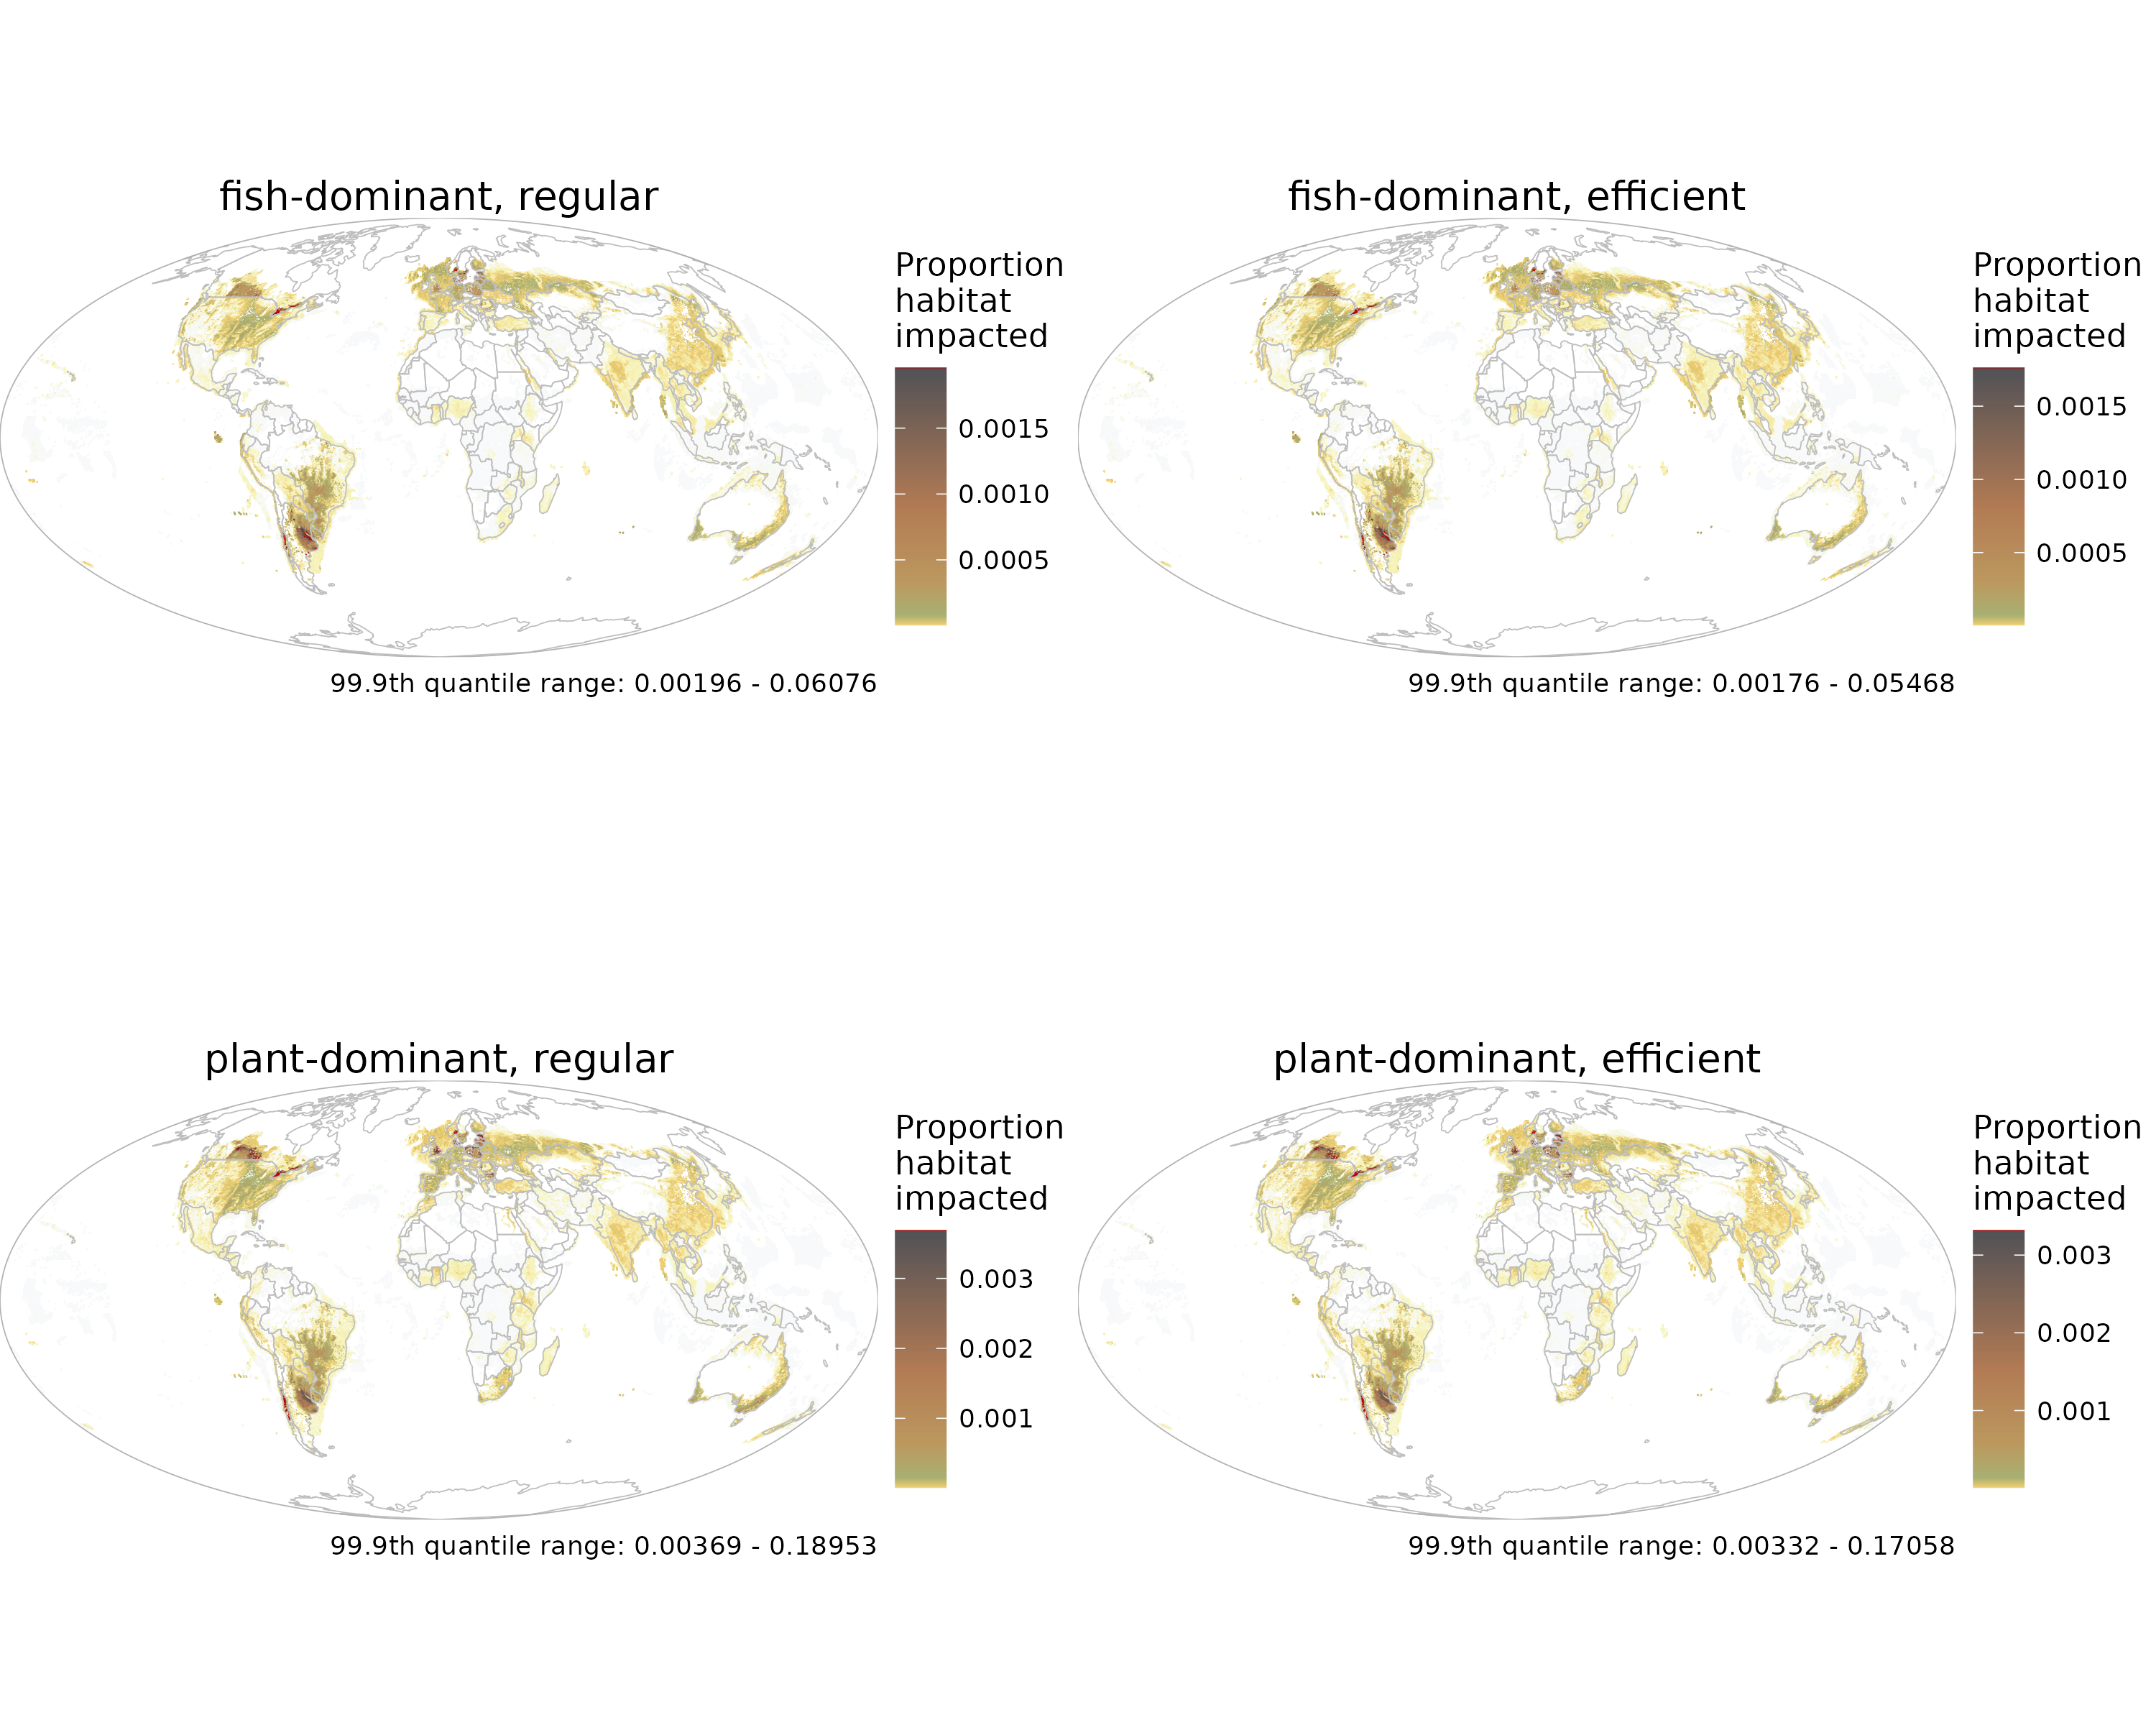 fish-dominant, regular
Proportion
habitat
impacted
0.0015
0.0010
0.0005
99.9th quantile range: 0.00196 - 0.06076
fish-dominant, efficient
Proportion
habitat
impacted
0.0015
0.0010
0.0005
99.9th quantile range: 0.00176 - 0.05468
plant-dominant, regular
Proportion
habitat
impacted
0.003
0.002
0.001
99.9th quantile range: 0.00369 - 0.18953
plant-dominant, efficient
Proportion
habitat
impacted
0.003
0.002
0.001
99.9th quantile range: 0.00332 - 0.17058